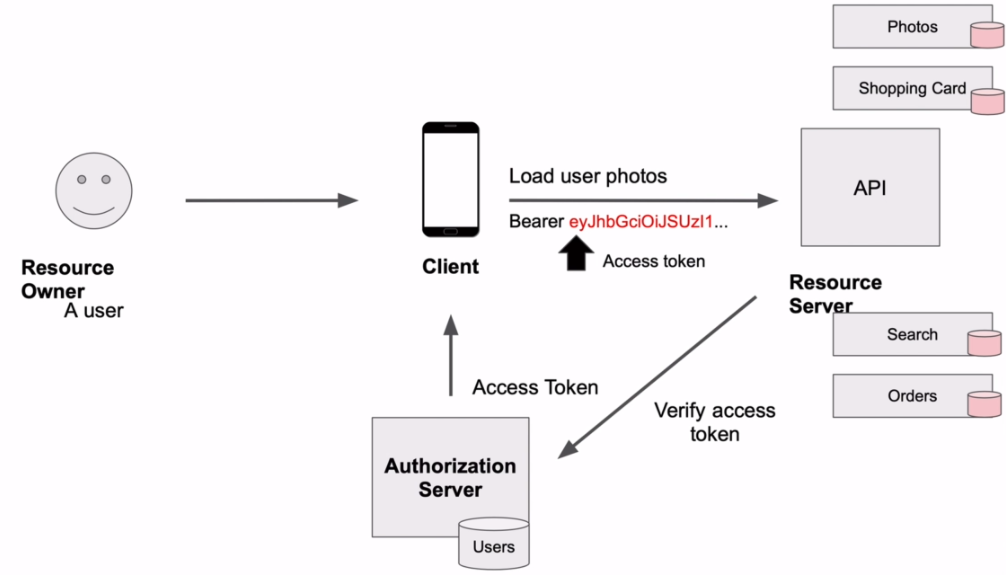 Photos
Shopping Card
API
Load user photos
Bearer eyJhbGciOiJSUzI1...
Access token
Client
Resource
Owner
A user
Resource
Server
Search
Orders
Access Token
Verify access
token
Authorization
Server
Users